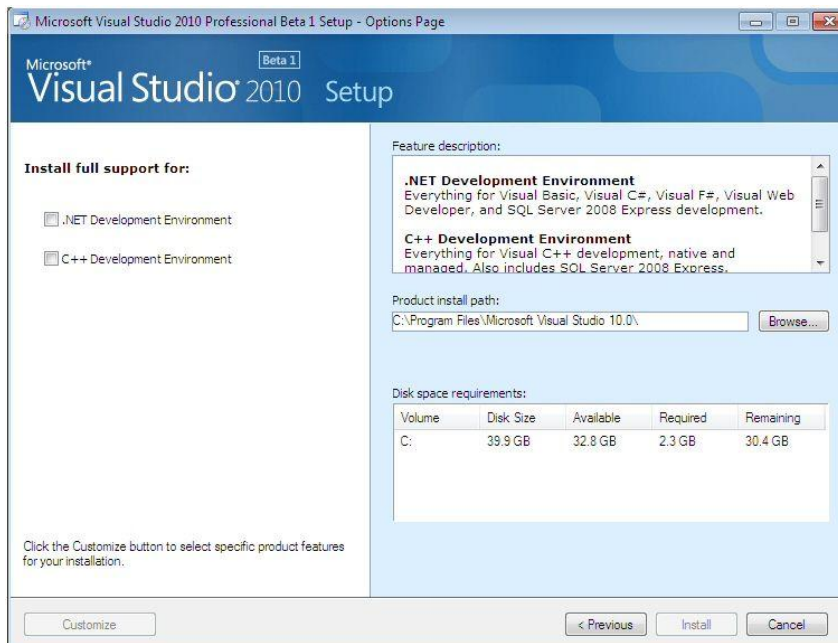 Microsoft Visual Studio 2010 Professional Beta 1 Setup - Options Page
Microsoft®
Visual Studio® 2010 Setup
Beta 1
Install full support for:
.NET Development Environment
C++ Development Environment
Click the Customize button to select specific product features
for your installation.
Feature description:
.NET Development Environment
Everything for Visual Basic, Visual C#, Visual F#, Visual Web
Developer, and SQL Server 2008 Express development.
C++ Development Environment
Everything for Visual C++ development, native and
managed. Also includes SQL Server 2008 Express.
Product install path:
C:\Program Files\Microsoft Visual Studio 10.0\
Browse...
Disk space requirements:
Volume Disk Size Available Required Remaining
C: 39.9 GB 32.8 GB 2.3 GB 30.4 GB
Customize
< Previous
Install
Cancel